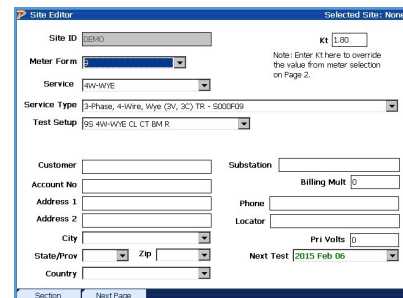 Site Editor Selected Site: None
Site ID DEMO Kt 1.80
Note: Enter Kt here to override
the value from meter selection
on Page 2.
Meter Form 9
Service 4W-WYE
Service Type 3-Phase, 4-Wire, Wye (3V, 3C) TR - S000F09
Test Setup 9S 4W-WYE CL CT BM R
Customer Substation
Account No Billing Mult 0
Address 1 Phone
Address 2 Locator
City Pri Volts 0
State/Prov Zip Next Test 2015 Feb 06
Country
Section Next Page